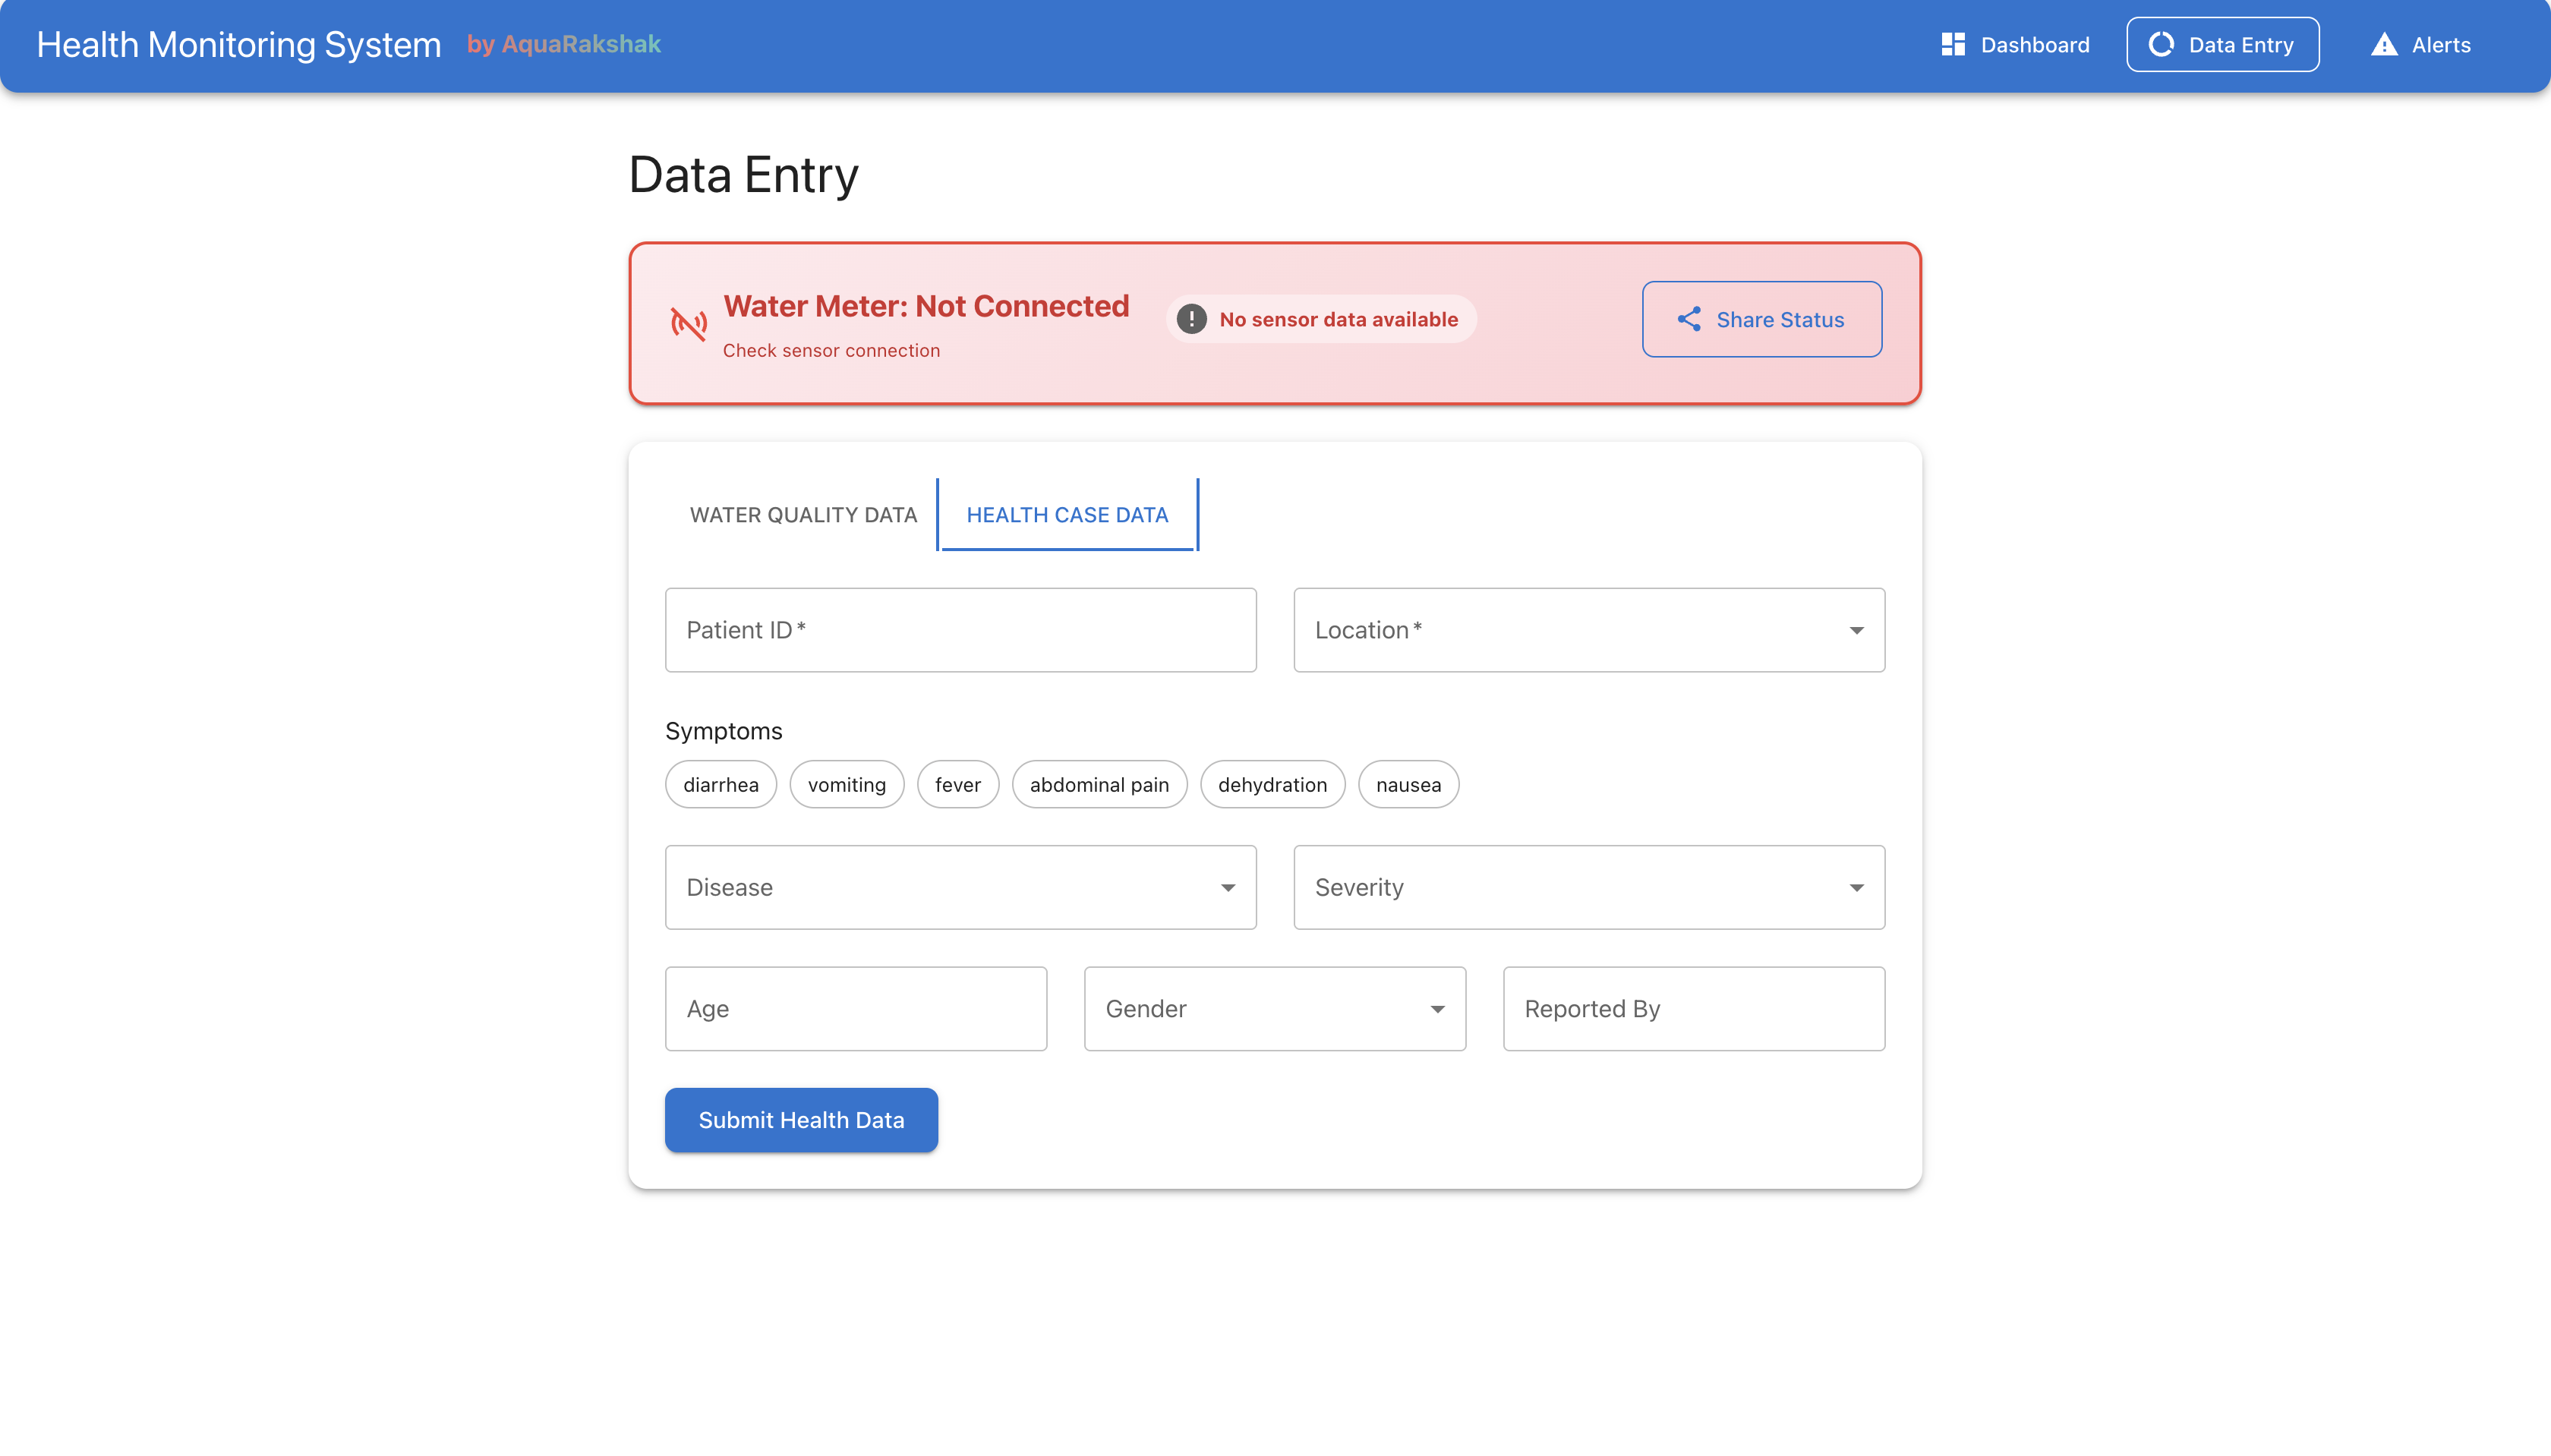 Health Monitoring System by AquaRakshak Dashboard Data Entry Alerts
Data Entry
Water Meter: Not Connected
Check sensor connection
No sensor data available
Share Status
WATER QUALITY DATA HEALTH CASE DATA
Patient ID * Location *
Symptoms
diarrhea vomiting fever abdominal pain dehydration nausea
Disease Severity
Age Gender Reported By
Submit Health Data